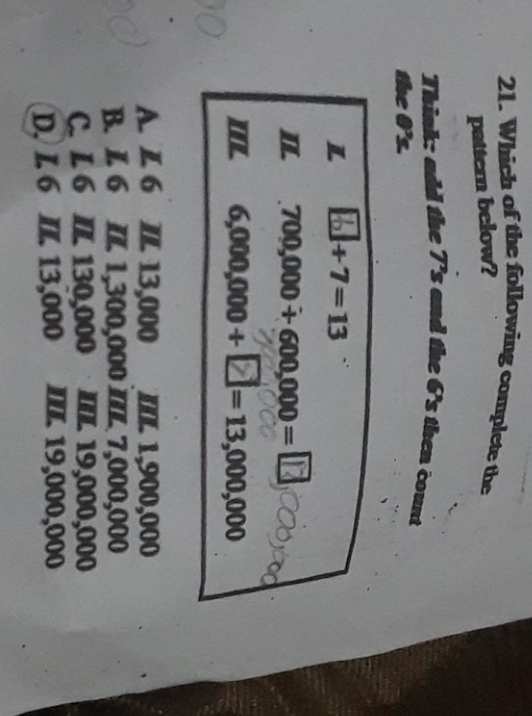 21. Which of the following complete the
pattern below?
Think: add the 7's and the 6's then count
the 0's.
I. 6 + 7 = 13
II. 700,000 + 600,000 = ,000,000
III. 6,000,000 + 7 = 13,000,000
A. I. 6 II. 13,000 III. 1,900,000
B. I. 6 II. 1,300,000 III. 7,000,000
C. I. 6 II. 130,000 III. 19,000,000
D. I. 6 II. 13,000 III. 19,000,000